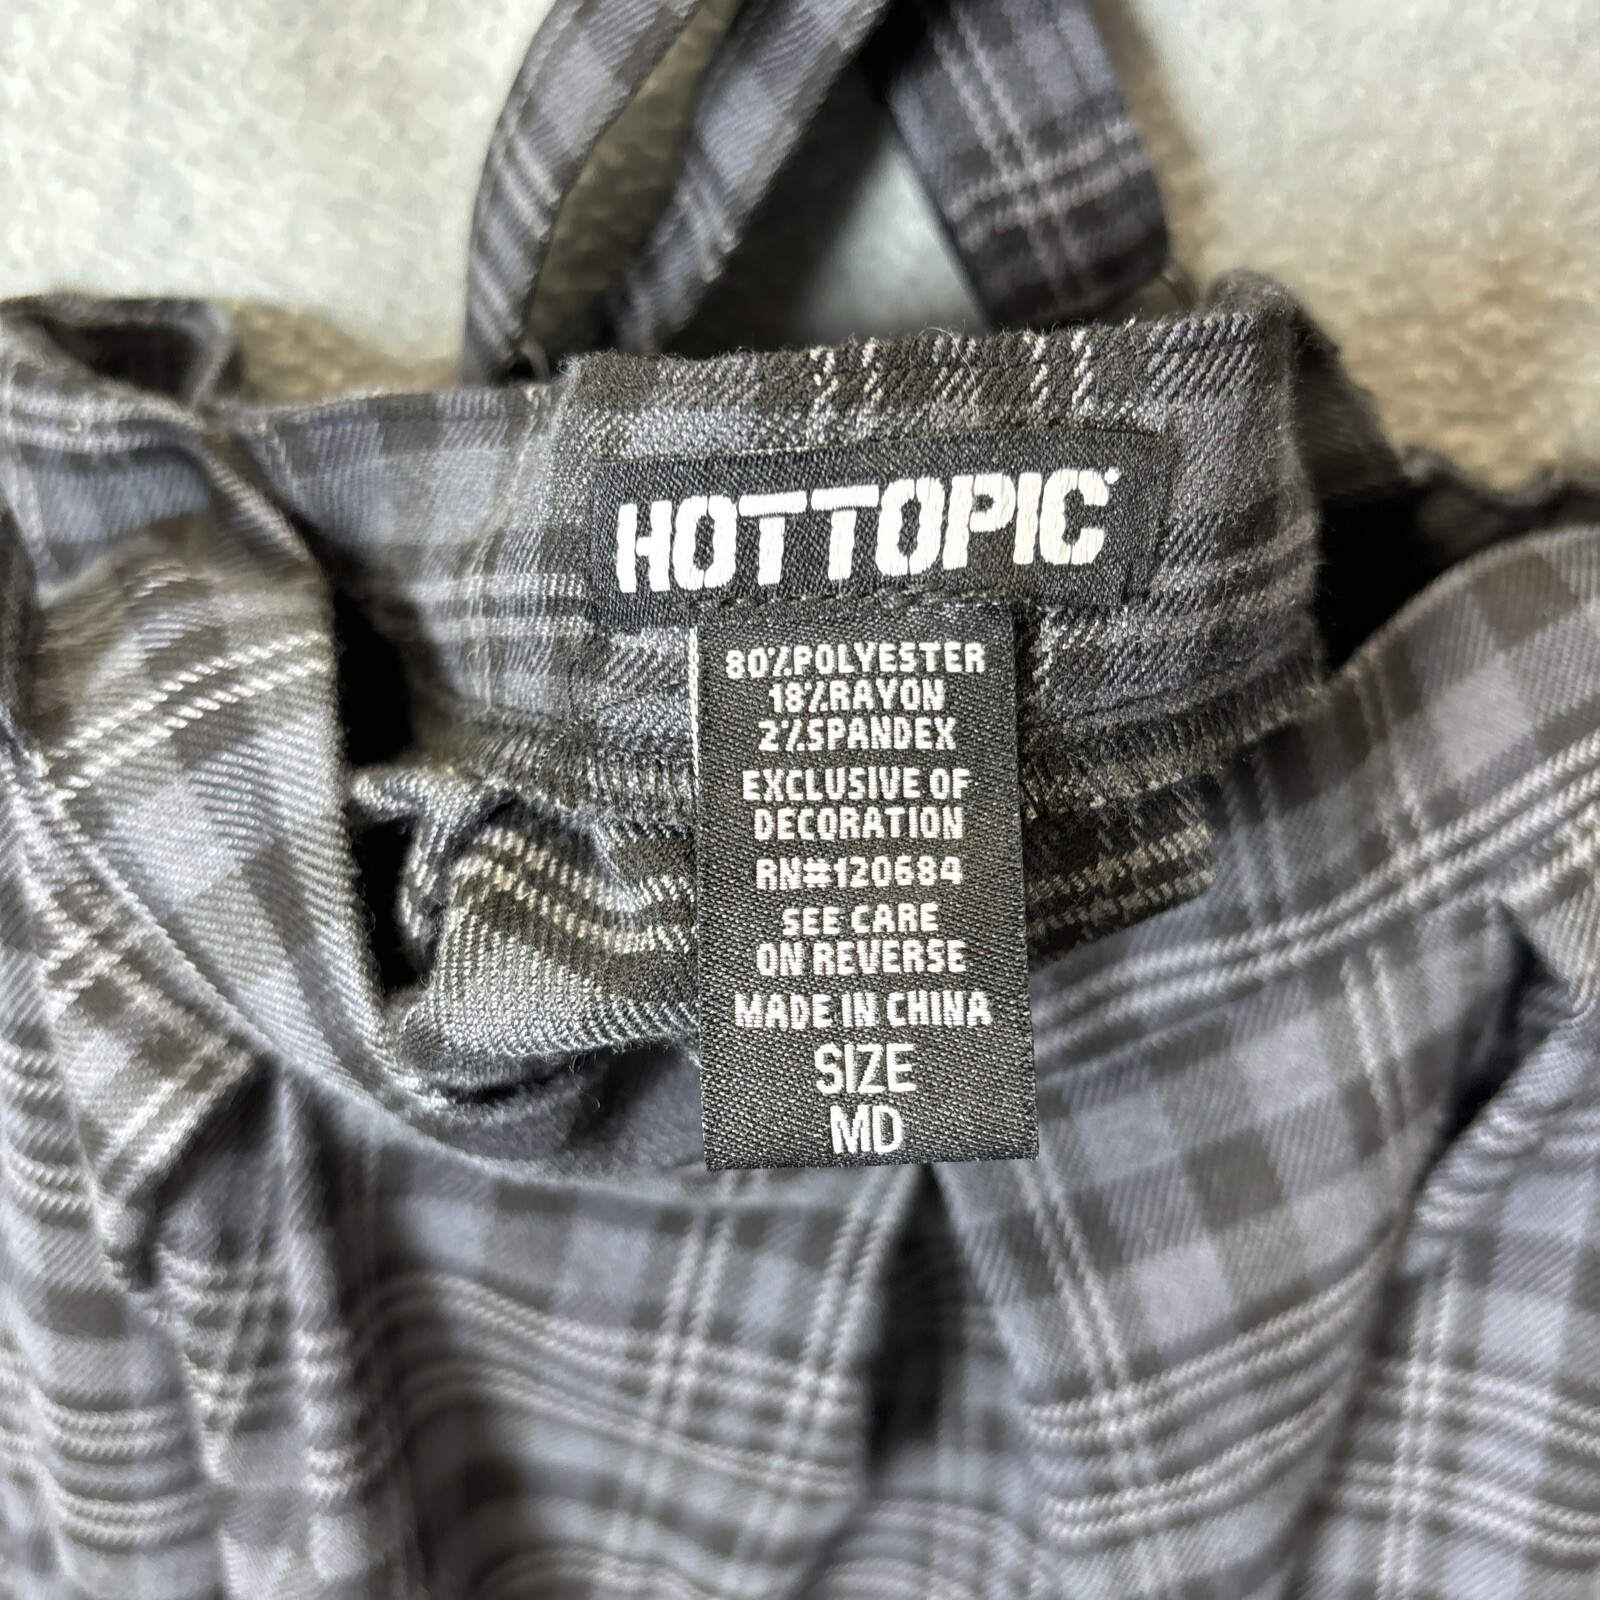 HOTTOPIC
80%POLYESTER
18%RAYON
2%SPANDEX
EXCLUSIVE OF
DECORATION
RN#120684
SEE CARE
ON REVERSE
MADE IN CHINA
SIZE
MD